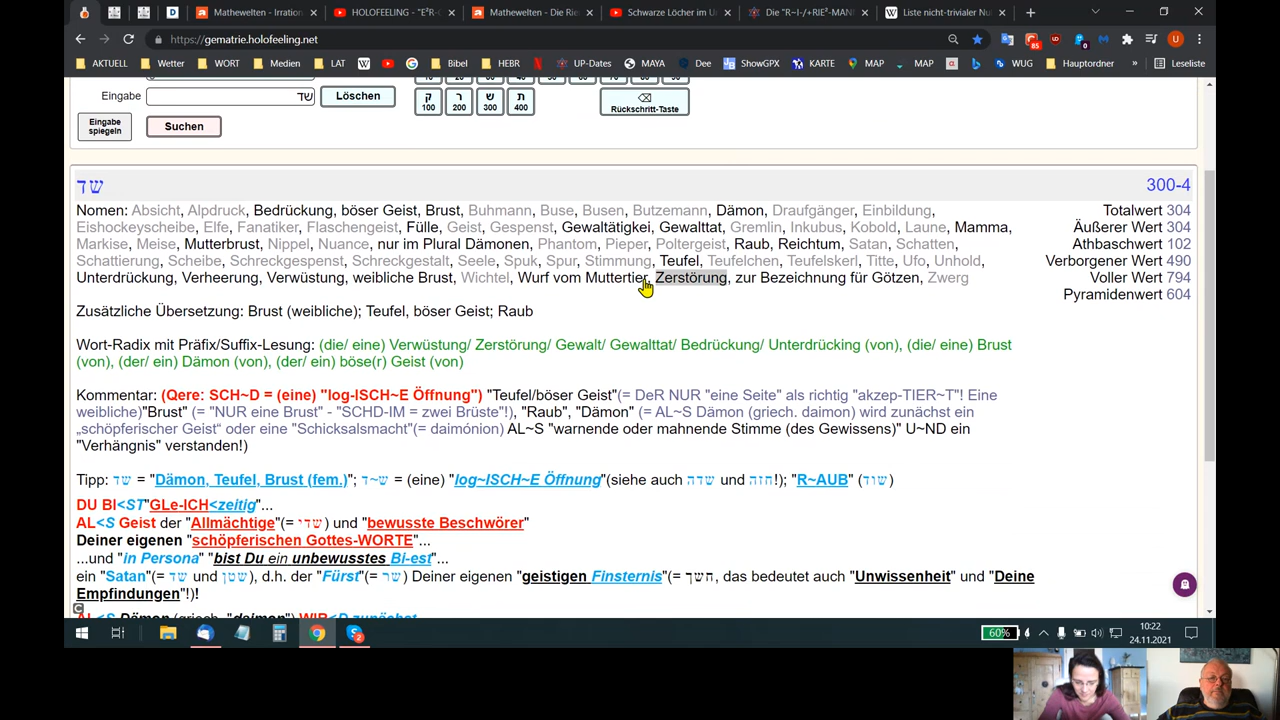 Mathewelten - Irration
HOLOFEELING - "E²R-C
Mathewelten - Die Rie
Schwarze Löcher im U
Die "R~I-/+RIE²-MAN
Liste nicht-trivialer Nu
https://gematrie.holofeeling.net
AKTUELL Wetter WORT Medien LAT Bibel HEBR UP-Dates MAYA Dee ShowGPX KARTE MAP MAP WUG Hauptordner » Leseliste
Eingabe שד Löschen
ק 100 ר 200 ש 300 ת 400 Rückschritt-Taste
Eingabe spiegeln Suchen
שד 300-4
Nomen: Absicht, Alpdruck, Bedrückung, böser Geist, Brust, Buhmann, Buse, Busen, Butzemann, Dämon, Draufgänger, Einbildung, Totalwert 304
Eishockeyscheibe, Elfe, Fanatiker, Flaschengeist, Fülle, Geist, Gespenst, Gewaltätigkei, Gewalttat, Gremlin, Inkubus, Kobold, Laune, Mamma, Äußerer Wert 304
Markise, Meise, Mutterbrust, Nippel, Nuance, nur im Plural Dämonen, Phantom, Pieper, Poltergeist, Raub, Reichtum, Satan, Schatten, Athbaschwert 102
Schattierung, Scheibe, Schreckgespenst, Schreckgestalt, Seele, Spuk, Spur, Stimmung, Teufel, Teufelchen, Teufelskerl, Titte, Ufo, Unhold, Verborgener Wert 490
Unterdrückung, Verheerung, Verwüstung, weibliche Brust, Wichtel, Wurf vom Muttertier, Zerstörung, zur Bezeichnung für Götzen, Zwerg Voller Wert 794
Pyramidenwert 604
Zusätzliche Übersetzung: Brust (weibliche); Teufel, böser Geist; Raub
Wort-Radix mit Präfix/Suffix-Lesung: (die/ eine) Verwüstung/ Zerstörung/ Gewalt/ Gewalttat/ Bedrückung/ Unterdrücking (von), (die/ eine) Brust
(von), (der/ ein) Dämon (von), (der/ ein) böse(r) Geist (von)
Kommentar: (Qere: SCH~D = (eine) "log-ISCH~E Öffnung") "Teufel/böser Geist"(= DeR NUR "eine Seite" als richtig "akzep-TIER~T"! Eine
weibliche)"Brust" (= "NUR eine Brust" - "SCHD-IM = zwei Brüste"!), "Raub", "Dämon" (= AL~S Dämon (griech. daimon) wird zunächst ein
„schöpferischer Geist“ oder eine "Schicksalsmacht"(= daimónion) AL~S "warnende oder mahnende Stimme (des Gewissens)" U~ND ein
"Verhängnis" verstanden!)
Tipp: שד = "Dämon, Teufel, Brust (fem.)"; ש~ד = (eine) "log~ISCH~E Öffnung"(siehe auch שדה und חזה!); "R~AUB" (שוד)
DU BI<ST"GLe-ICH<zeitig"...
AL<S Geist der "Allmächtige"(= שדי) und "bewusste Beschwörer"
Deiner eigenen "schöpferischen Gottes-WORTE"...
...und "in Persona" "bist Du ein unbewusstes Bi-est"...
ein "Satan"(= שד und שטן), d.h. der "Fürst"(= שר) Deiner eigenen "geistigen Finsternis"(= חשך, das bedeutet auch "Unwissenheit" und "Deine
Empfindungen"!)!
AL<S Dämon (griech. "daimon") WIR<D zunächst
60% 10:22
24.11.2021